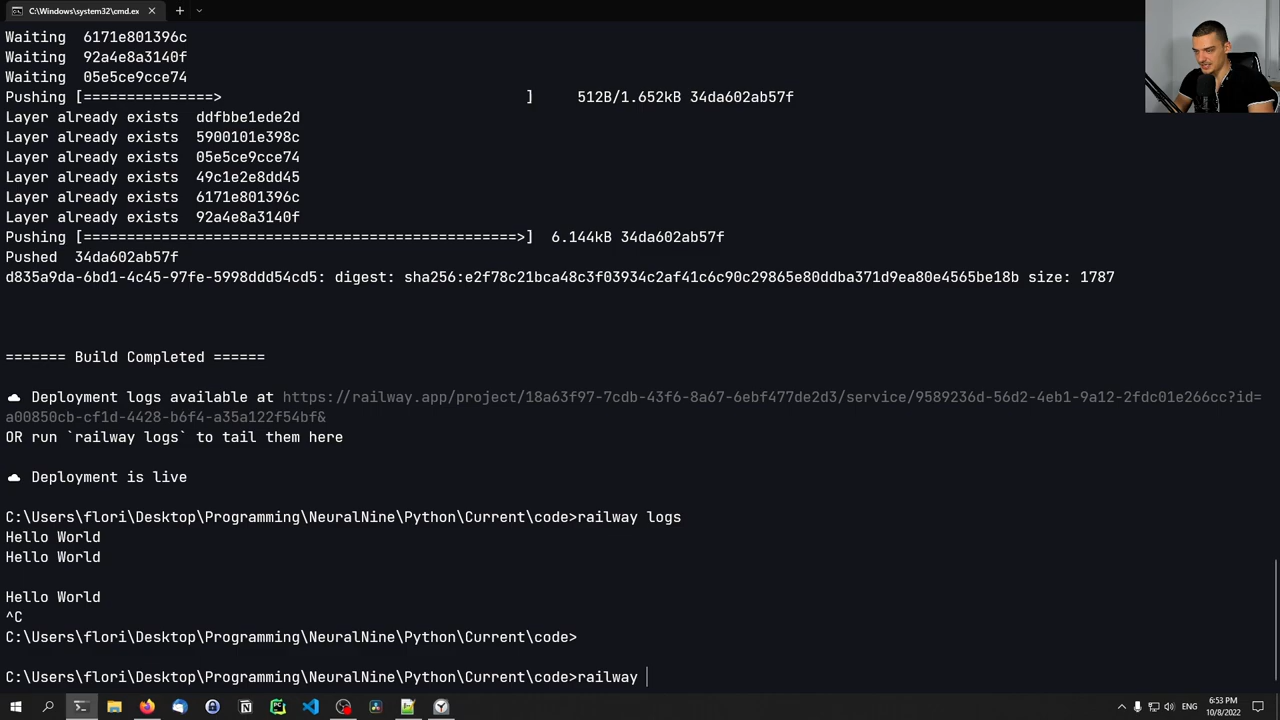 C:\Windows\system32\cmd.ex
Waiting  6171e801396c
Waiting  92a4e8a3140f
Waiting  05e5ce9cce74
Pushing [===============>                                   ]     512B/1.652kB 34da602ab57f
Layer already exists  ddfbbe1ede2d
Layer already exists  5900101e398c
Layer already exists  05e5ce9cce74
Layer already exists  49c1e2e8dd45
Layer already exists  6171e801396c
Layer already exists  92a4e8a3140f
Pushing [==================================================>]  6.144kB 34da602ab57f
Pushed  34da602ab57f
d835a9da-6bd1-4c45-97fe-5998ddd54cd5: digest: sha256:e2f78c21bca48c3f03934c2af41c6c90c29865e80ddba371d9ea80e4565be18b size: 1787
======= Build Completed ======
Deployment logs available at https://railway.app/project/18a63f97-7cdb-43f6-8a67-6ebf477de2d3/service/9589236d-56d2-4eb1-9a12-2fdc01e266cc?id=
a00850cb-cf1d-4428-b6f4-a35a122f54bf&
OR run `railway logs` to tail them here
Deployment is live
C:\Users\flori\Desktop\Programming\NeuralNine\Python\Current\code>railway logs
Hello World
Hello World
Hello World
^C
C:\Users\flori\Desktop\Programming\NeuralNine\Python\Current\code>
C:\Users\flori\Desktop\Programming\NeuralNine\Python\Current\code>railway
ENG
6:53 PM
10/8/2022